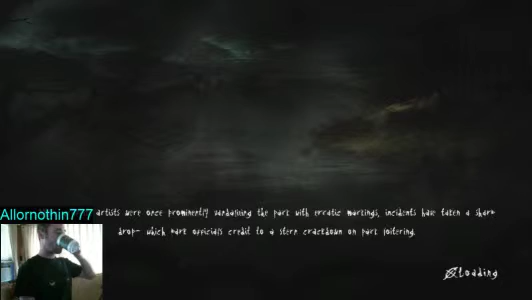 Allornothin777
artists were once prominently vandalising the park with erratic markings, incidents have taken a sharp
drop- which park officials credit to a stern crackdown on park loitering.
Loading